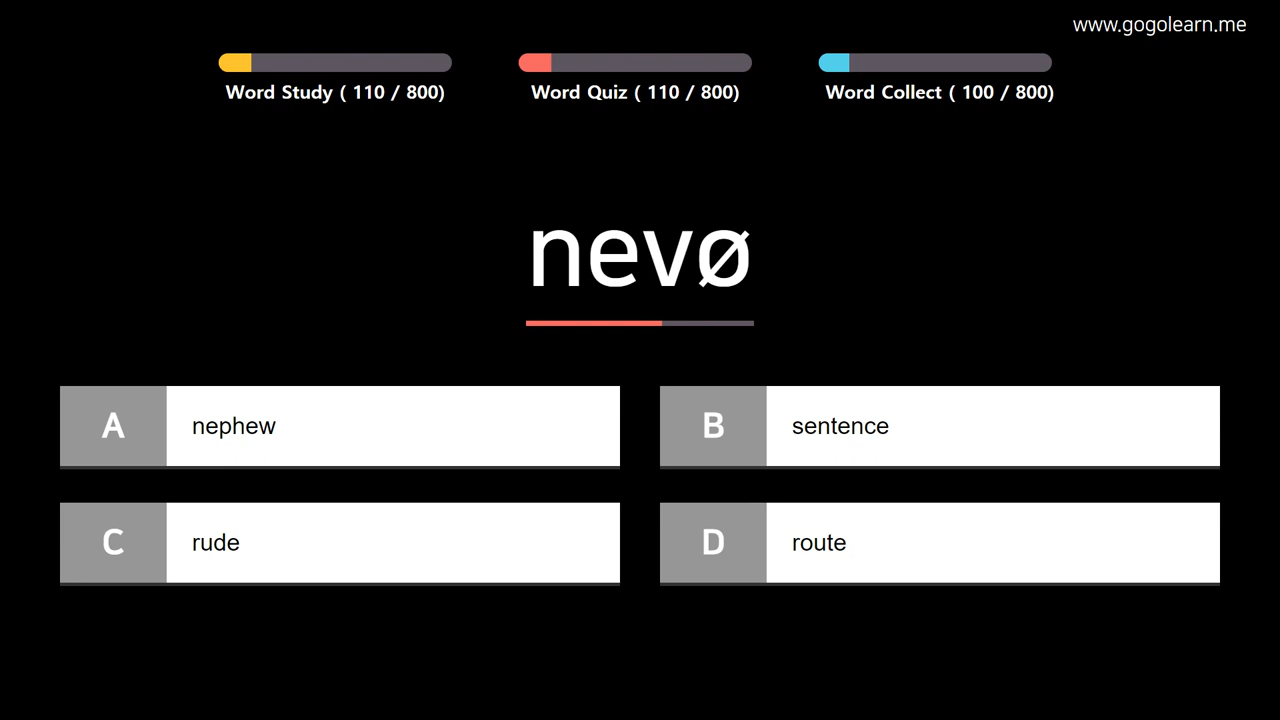 www.gogolearn.me
Word Study ( 110 / 800)
Word Quiz ( 110 / 800)
Word Collect ( 100 / 800)
nevø
A nephew
B sentence
C rude
D route